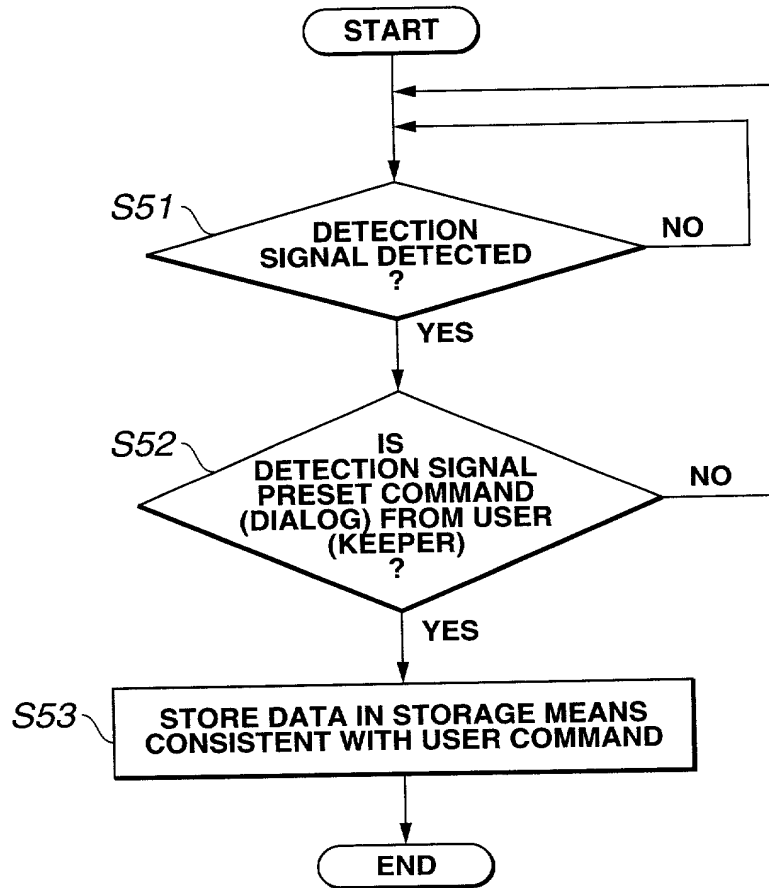 START
S51
DETECTION
SIGNAL DETECTED
?
NO
YES
S52
IS
DETECTION SIGNAL
PRESET COMMAND
(DIALOG) FROM USER
(KEEPER)
?
NO
YES
S53
STORE DATA IN STORAGE MEANS
CONSISTENT WITH USER COMMAND
END